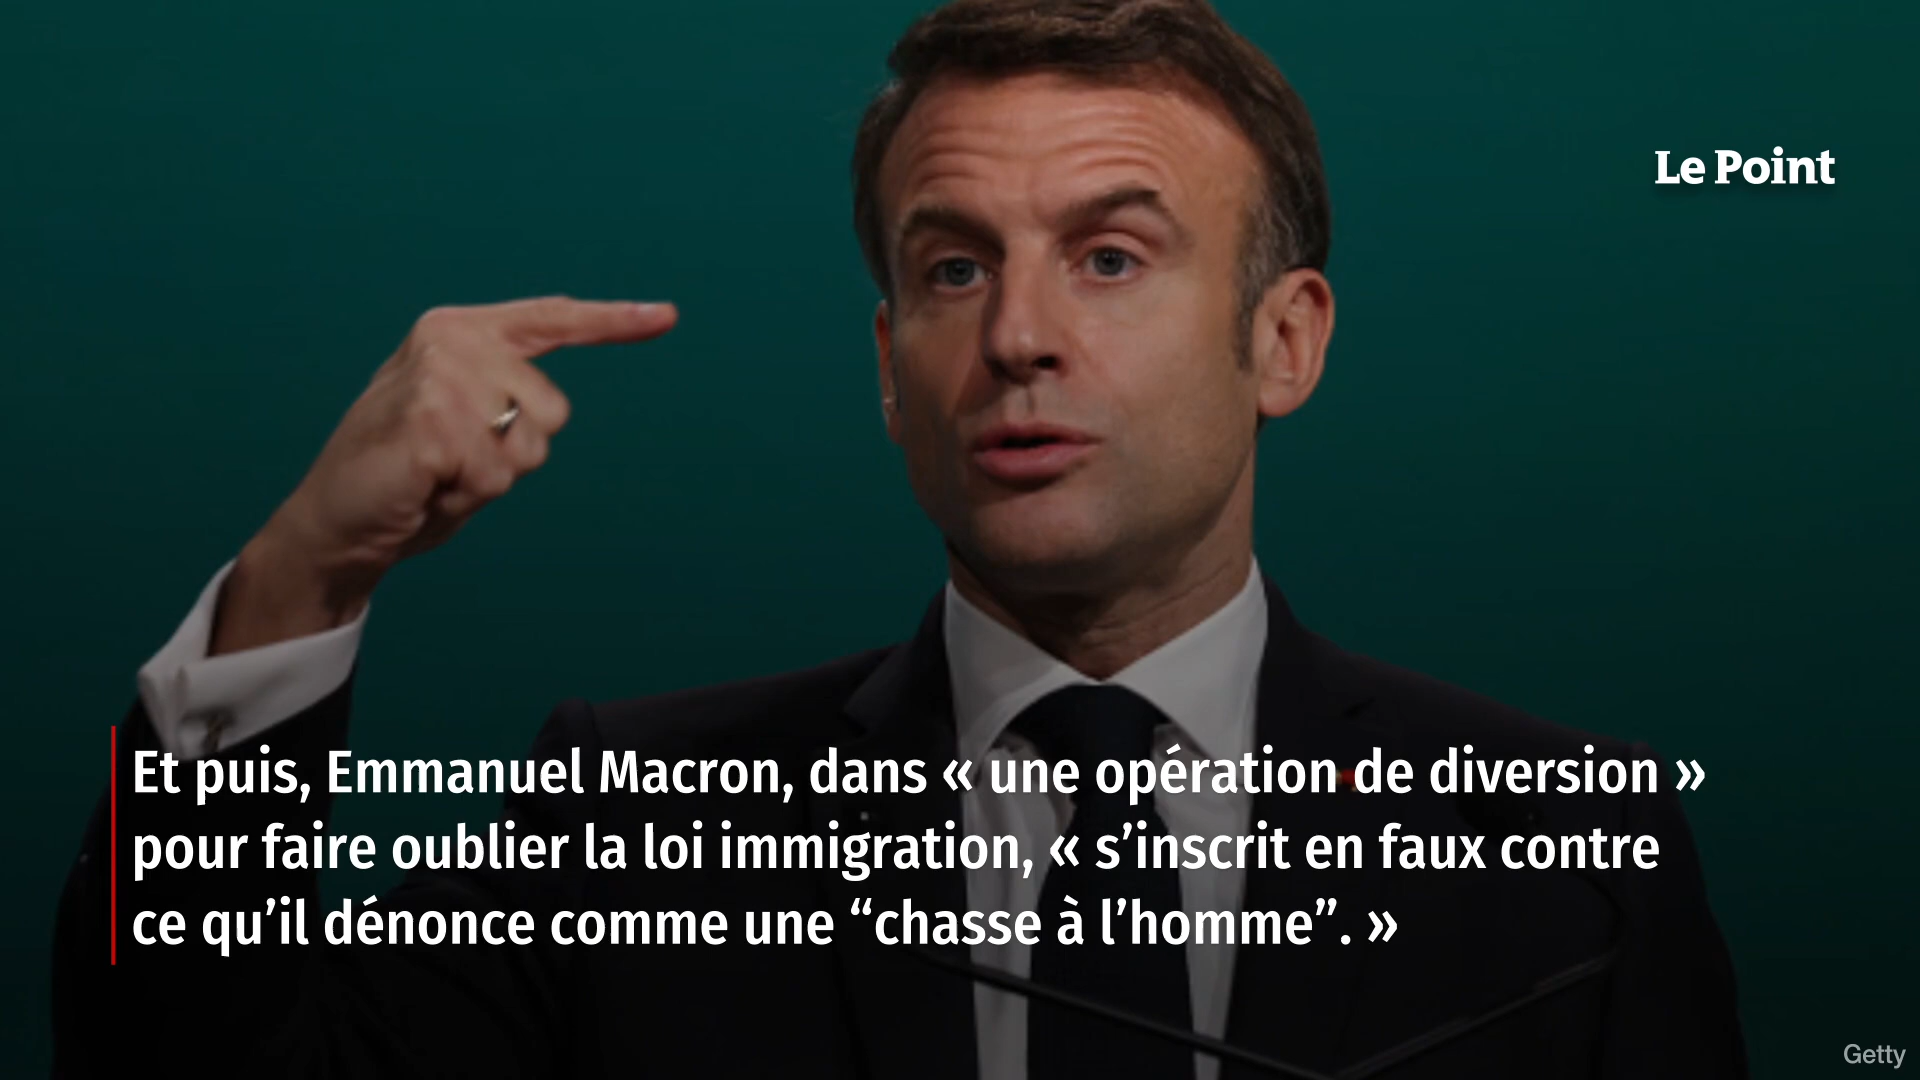 Le Point
Et puis, Emmanuel Macron, dans « une opération de diversion »
pour faire oublier la loi immigration, « s’inscrit en faux contre
ce qu’il dénonce comme une “chasse à l’homme”. »
Getty